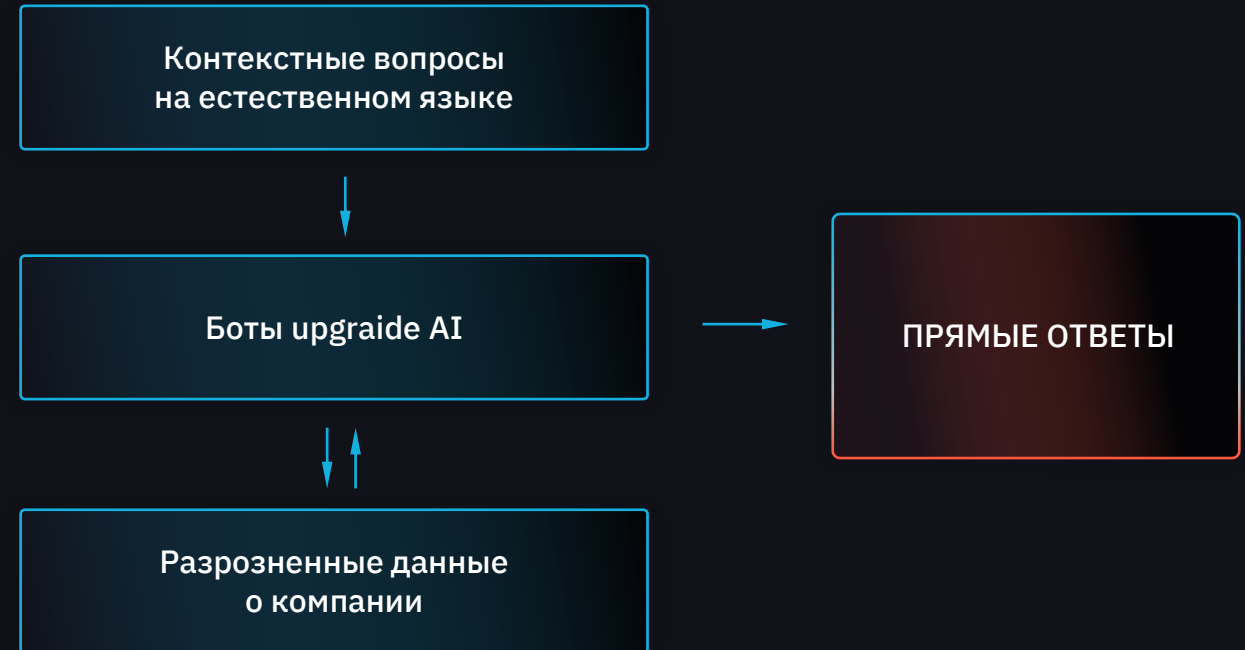 Контекстные вопросы
на естественном языке
Боты upgraide AI
ПРЯМЫЕ ОТВЕТЫ
Разрозненные данные
о компании